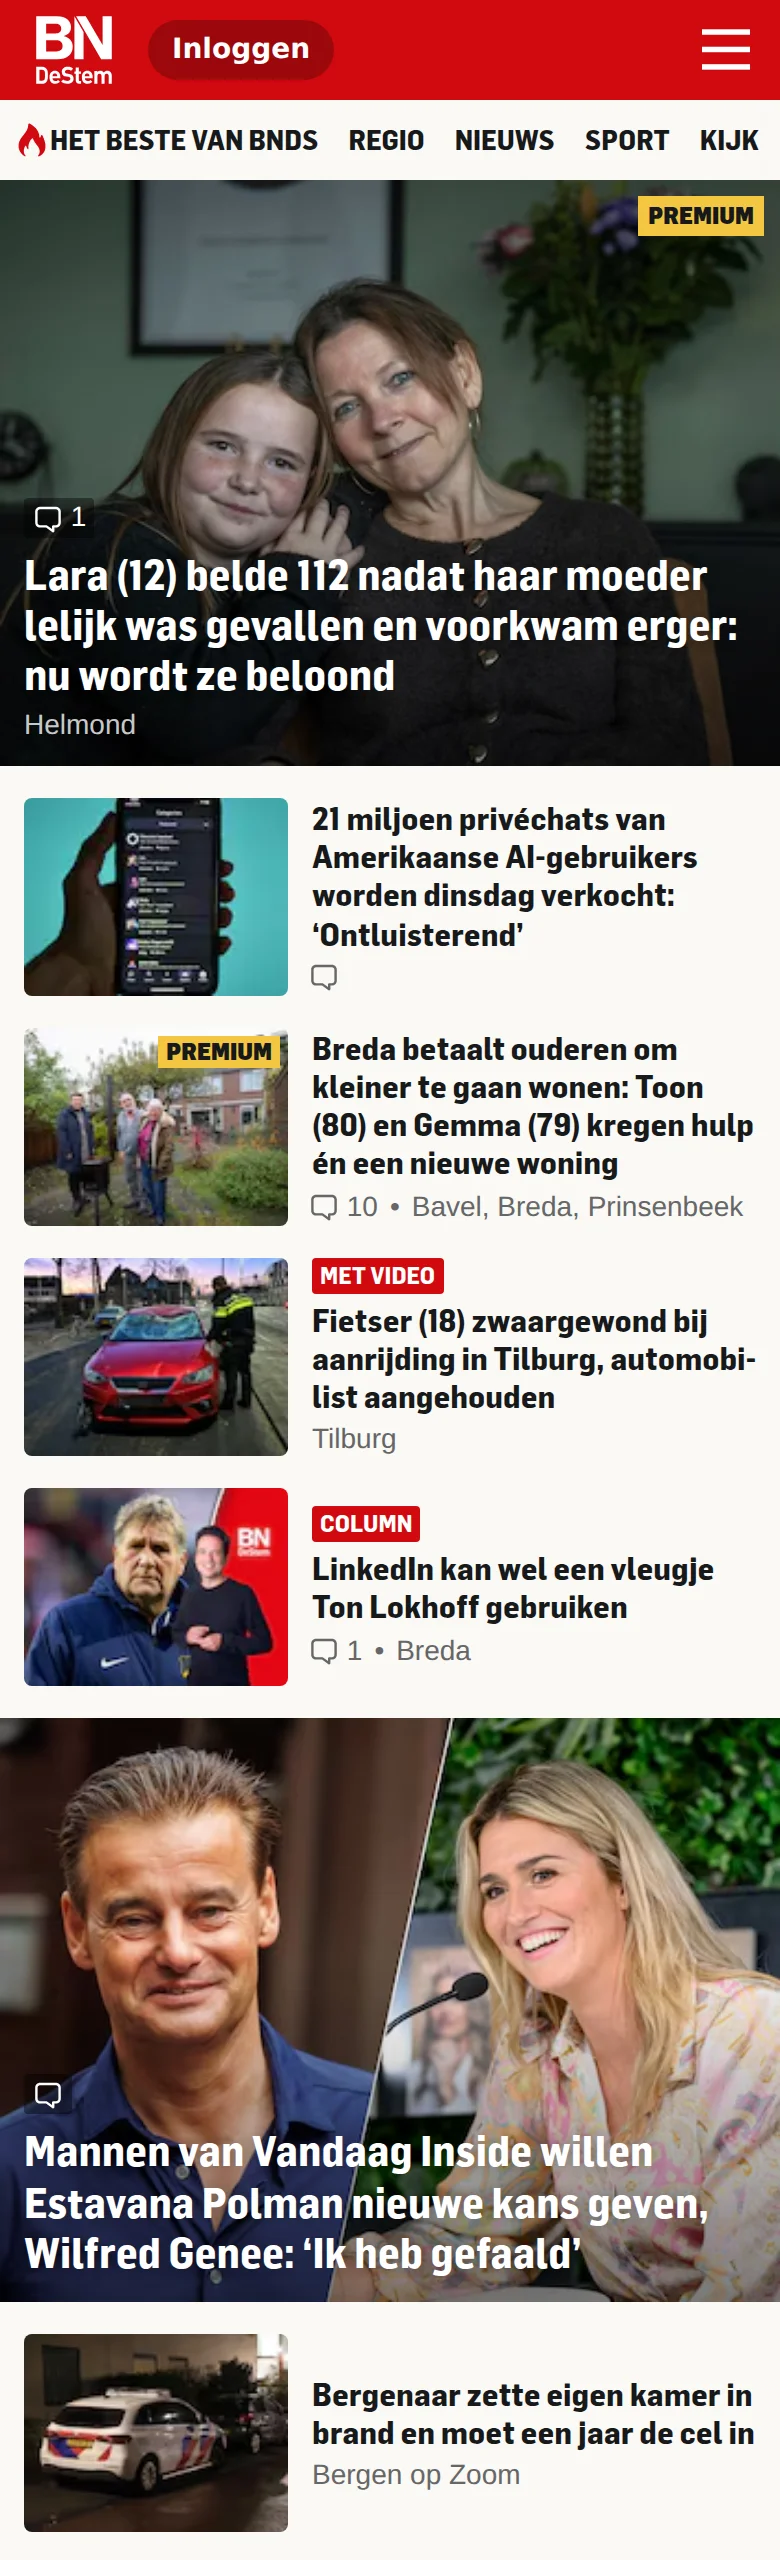 BN
DeStem
Inloggen
HET BESTE VAN BNDS REGIO NIEUWS SPORT KIJK
PREMIUM
1
Lara (12) belde 112 nadat haar moeder
lelijk was gevallen en voorkwam erger:
nu wordt ze beloond
Helmond
21 miljoen privéchats van
Amerikaanse AI-gebruikers
worden dinsdag verkocht:
‘Ontluisterend’
PREMIUM
Breda betaalt ouderen om
kleiner te gaan wonen: Toon
(80) en Gemma (79) kregen hulp
én een nieuwe woning
10 • Bavel, Breda, Prinsenbeek
MET VIDEO
Fietser (18) zwaargewond bij
aanrijding in Tilburg, automobi-
list aangehouden
Tilburg
BN
DeStem
COLUMN
LinkedIn kan wel een vleugje
Ton Lokhoff gebruiken
1 • Breda
Mannen van Vandaag Inside willen
Estavana Polman nieuwe kans geven,
Wilfred Genee: ‘Ik heb gefaald’
Bergenaar zette eigen kamer in
brand en moet een jaar de cel in
Bergen op Zoom